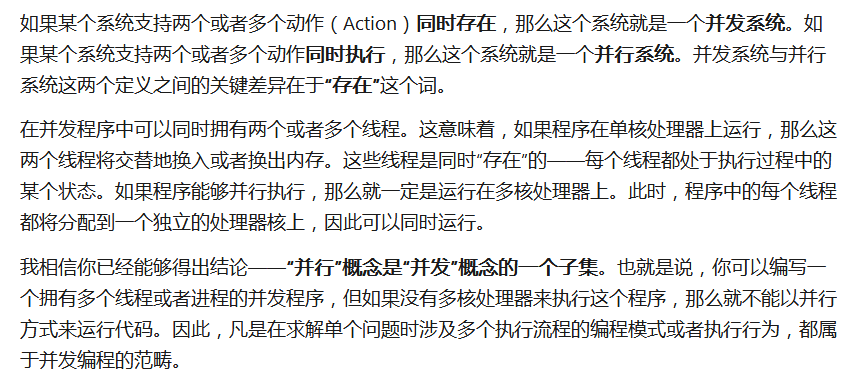 如果某个系统支持两个或者多个动作（Action）同时存在，那么这个系统就是一个并发系统。如
果某个系统支持两个或者多个动作同时执行，那么这个系统就是一个并行系统。并发系统与并行
系统这两个定义之间的关键差异在于“存在”这个词。
在并发程序中可以同时拥有两个或者多个线程。这意味着，如果程序在单核处理器上运行，那么这
两个线程将交替地换入或者换出内存。这些线程是同时“存在”的——每个线程都处于执行过程中的
某个状态。如果程序能够并行执行，那么就一定是运行在多核处理器上。此时，程序中的每个线程
都将分配到一个独立的处理器核上，因此可以同时运行。
我相信你已经能够得出结论——“并行”概念是“并发”概念的一个子集。也就是说，你可以编写一
个拥有多个线程或者进程的并发程序，但如果没有多核处理器来执行这个程序，那么就不能以并行
方式来运行代码。因此，凡是在求解单个问题时涉及多个执行流程的编程模式或者执行行为，都属
于并发编程的范畴。